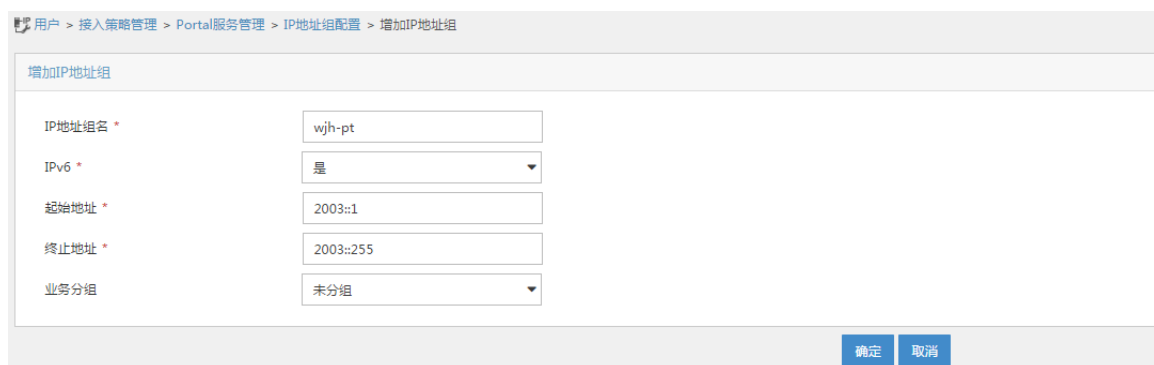 用户 > 接入策略管理 > Portal服务管理 > IP地址组配置 > 增加IP地址组
增加IP地址组
IP地址组名 * wjh-pt
IPv6 * 是
起始地址 * 2003::1
终止地址 * 2003::255
业务分组 未分组
确定 取消